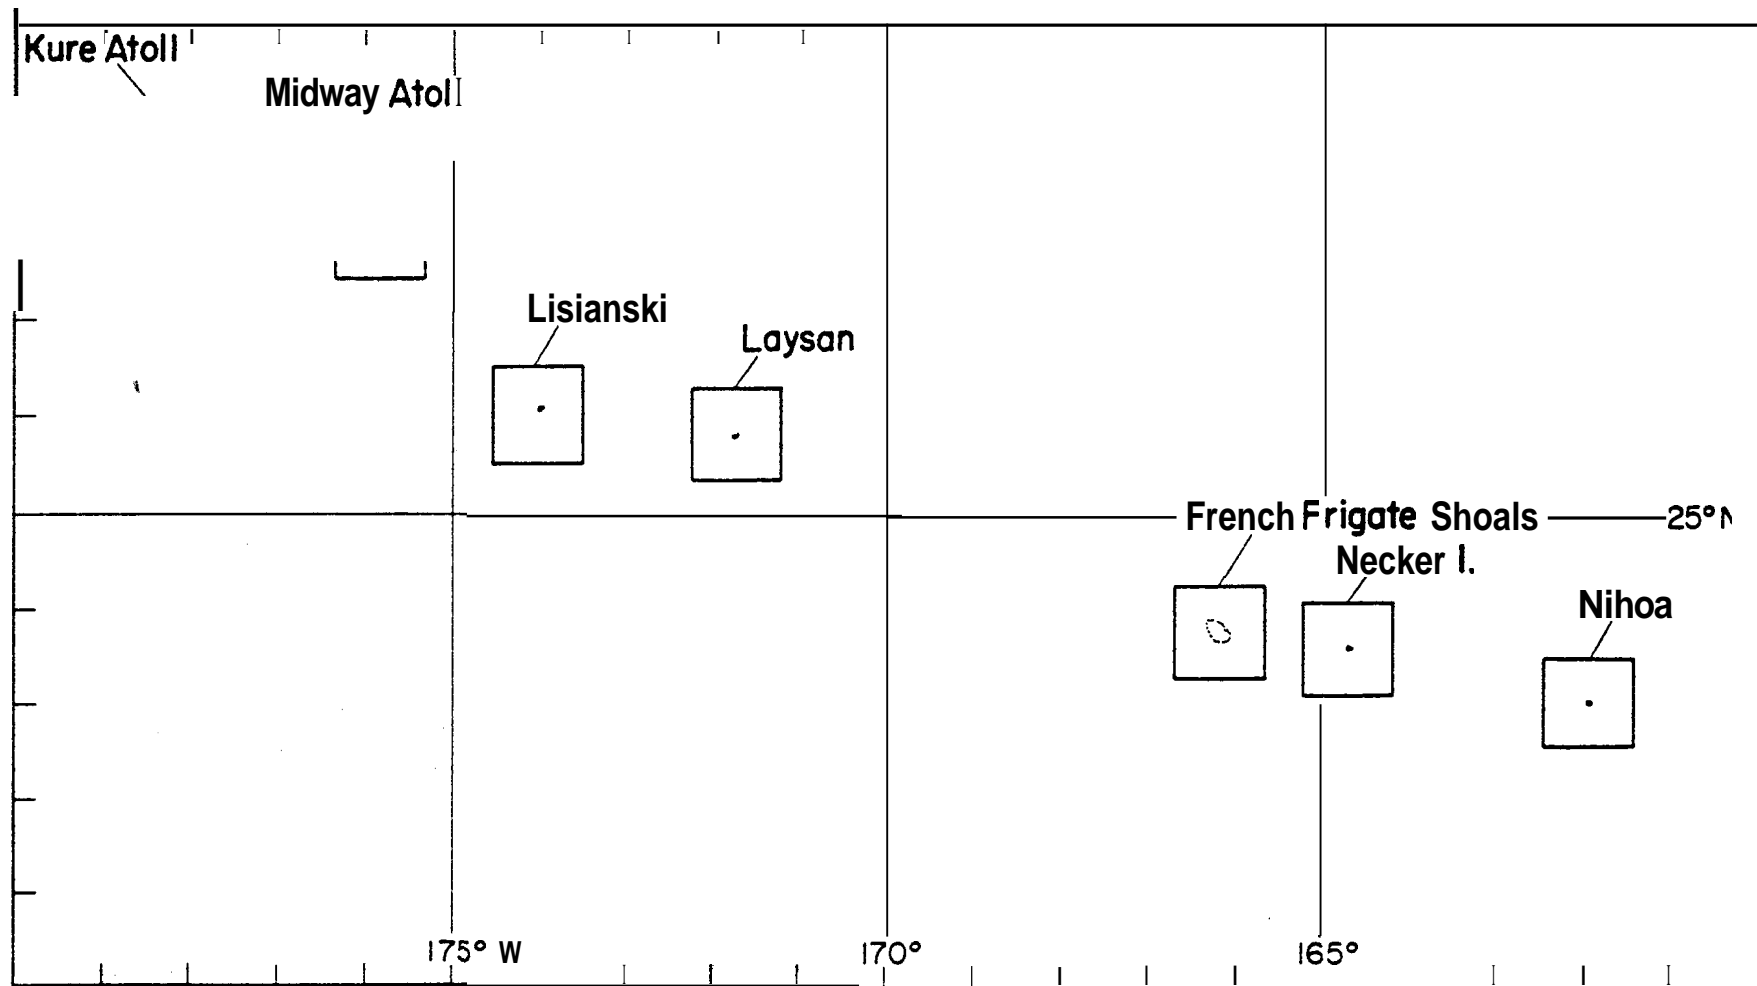 Kure Atoll
Midway Atoll
Lisianski
Laysan
French Frigate Shoals
25° N
Necker I.
Nihoa
175° W
170°
165°